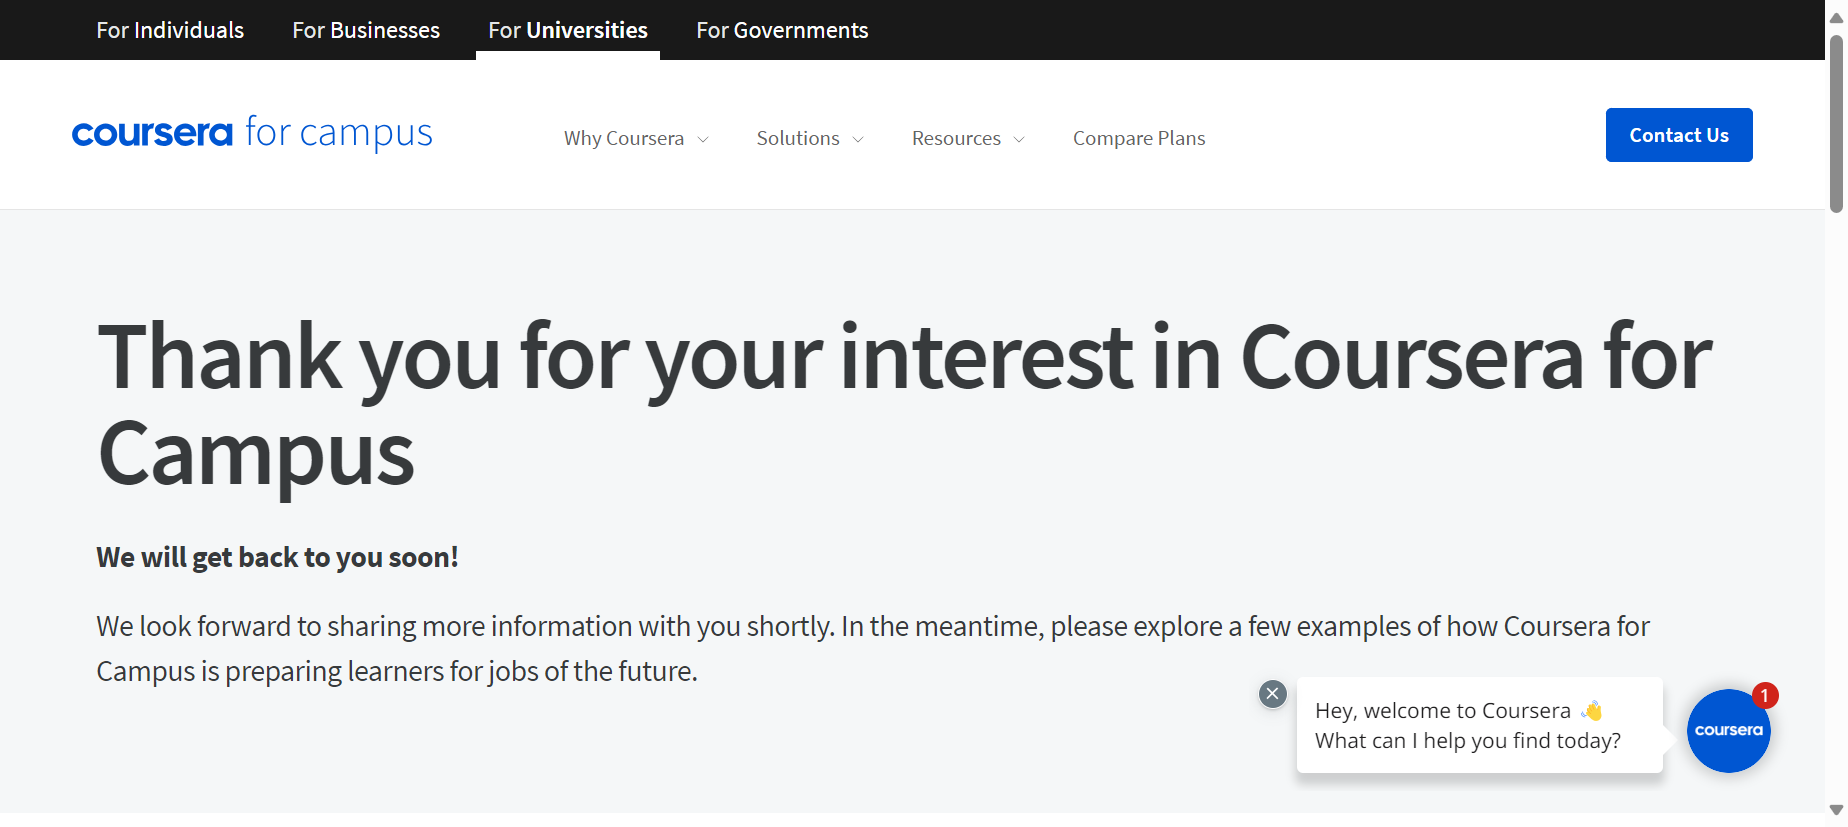 For Individuals
For Businesses
For Universities
For Governments
coursera for campus
Why Coursera
Solutions
Resources
Compare Plans
Contact Us
Thank you for your interest in Coursera for
Campus
We will get back to you soon!
We look forward to sharing more information with you shortly. In the meantime, please explore a few examples of how Coursera for
Campus is preparing learners for jobs of the future.
Hey, welcome to Coursera 👋
What can I help you find today?
1
coursera